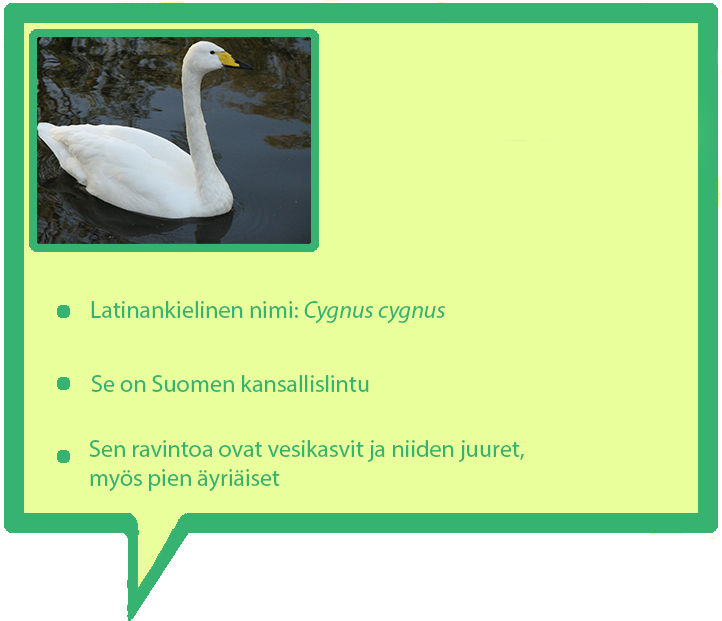 Latinankielinen nimi: Cygnus cygnus
Se on Suomen kansallislintu
Sen ravintoa ovat vesikasvit ja niiden juuret,
myös pien äyriäiset